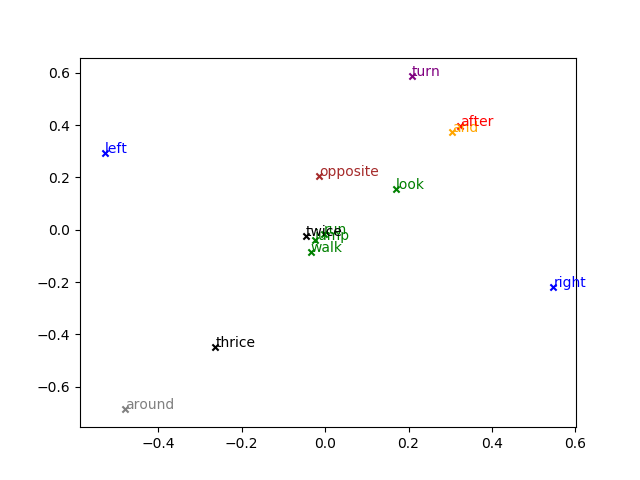 turn
0.6
after
0.4
and
left
opposite
0.2
look
twice
run
0.0
jump
walk
−0.2
right
thrice
−0.4
−0.6
around
−0.4 −0.2 0.0 0.2 0.4 0.6